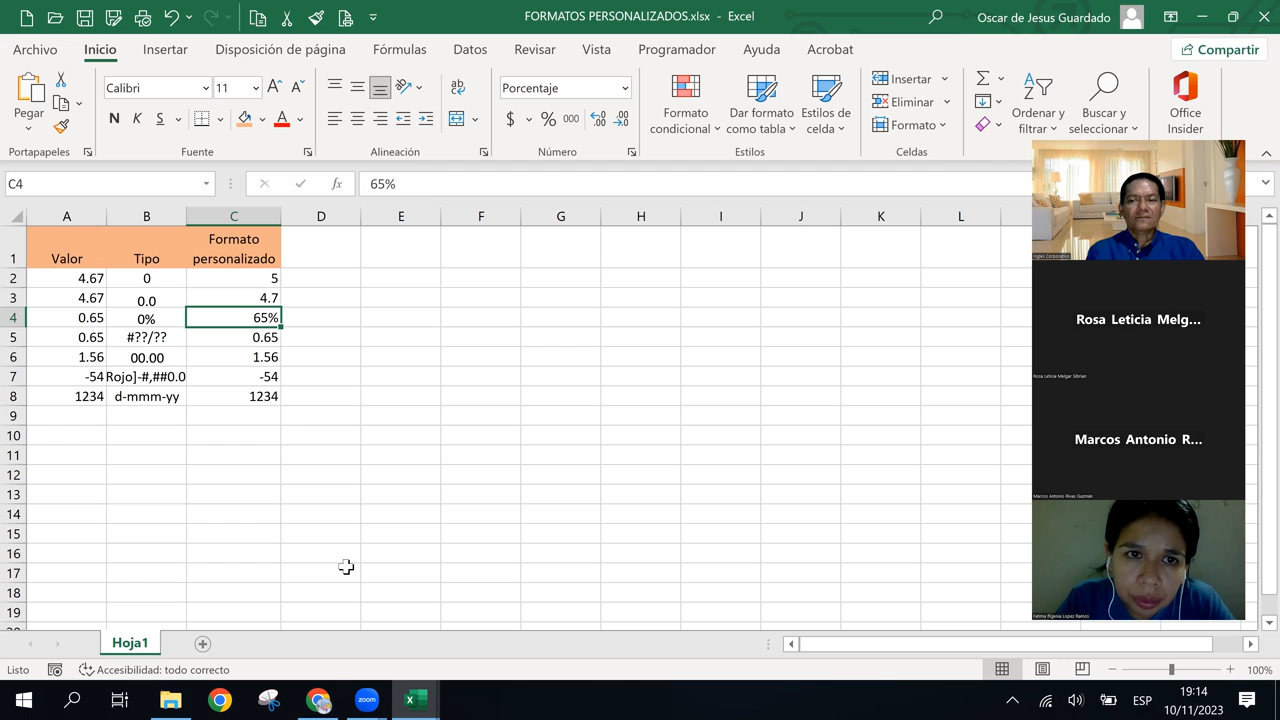 FORMATOS PERSONALIZADOS.xlsx - Excel
Oscar de Jesus Guardado
Archivo Inicio Insertar Disposición de página Fórmulas Datos Revisar Vista Programador Ayuda Acrobat
Compartir
Pegar
Calibri 11
N K S
Porcentaje
$ % 000
Formato condicional
Dar formato como tabla
Estilos de celda
Insertar
Eliminar
Formato
Ordenar y filtrar
Buscar y seleccionar
Office Insider
Portapapeles Fuente Alineación Número Estilos Celdas
C4 fx 65%
A B C D E F G H I J K L
1 Valor Tipo Formato personalizado
2 4.67 0 5
3 4.67 0.0 4.7
4 0.65 0% 65%
5 0.65 #??/?? 0.65
6 1.56 00.00 1.56
7 -54 Rojo]-#,##0.0 -54
8 1234 d-mmm-yy 1234
9
10
11
12
13
14
15
16
17
18
19
Ingles Corporativo
Rosa Leticia Melg...
Rosa Leticia Melgar Sibrian
Marcos Antonio R...
Marcos Antonio Rivas Guzmán
Fatima Ifigenia Lopez Ramos
Hoja1
Listo Accesibilidad: todo correcto 100%
zoom
ESP
19:14
10/11/2023